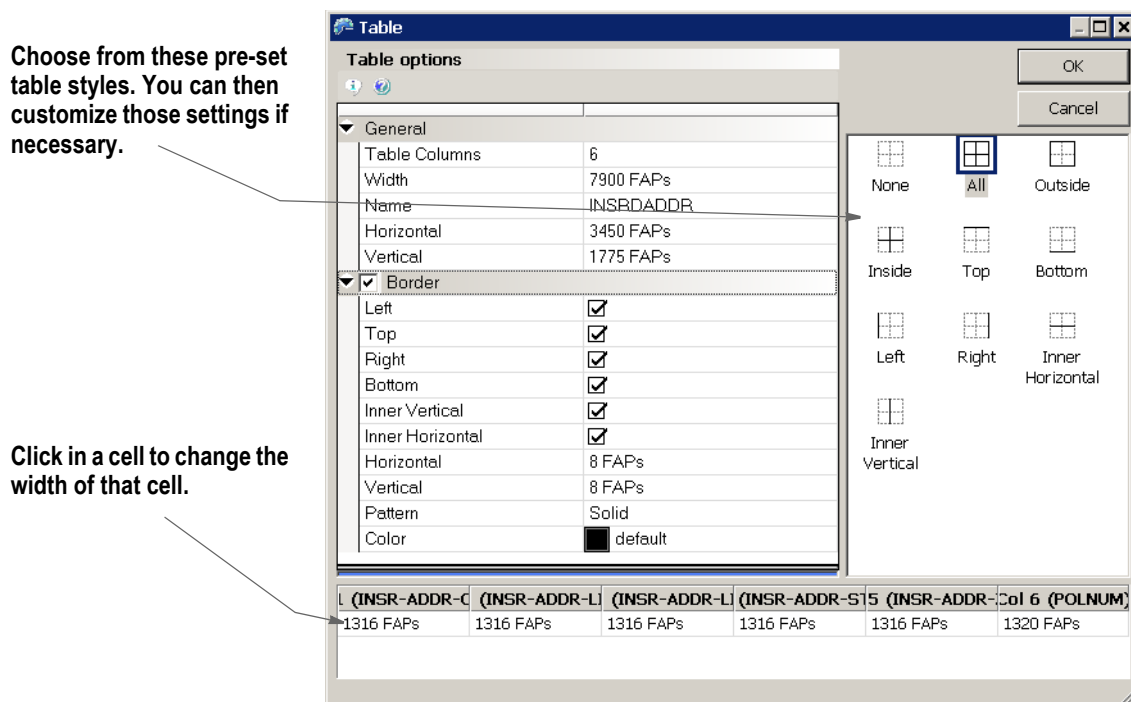 Choose from these pre-set
table styles. You can then
customize those settings if
necessary.
Click in a cell to change the
width of that cell.
Table
Table options
OK
Cancel
General
Table Columns 6
Width 7900 FAPs
Name INSRDADDR
Horizontal 3450 FAPs
Vertical 1775 FAPs
Border
Left
Top
Right
Bottom
Inner Vertical
Inner Horizontal
Horizontal 8 FAPs
Vertical 8 FAPs
Pattern Solid
Color default
None All Outside
Inside Top Bottom
Left Right Inner
Horizontal
Inner
Vertical
(INSR-ADDR-C (INSR-ADDR-LI (INSR-ADDR-LI (INSR-ADDR-ST 5 (INSR-ADDR- Col 6 (POLNUM)
1316 FAPs 1316 FAPs 1316 FAPs 1316 FAPs 1316 FAPs 1320 FAPs